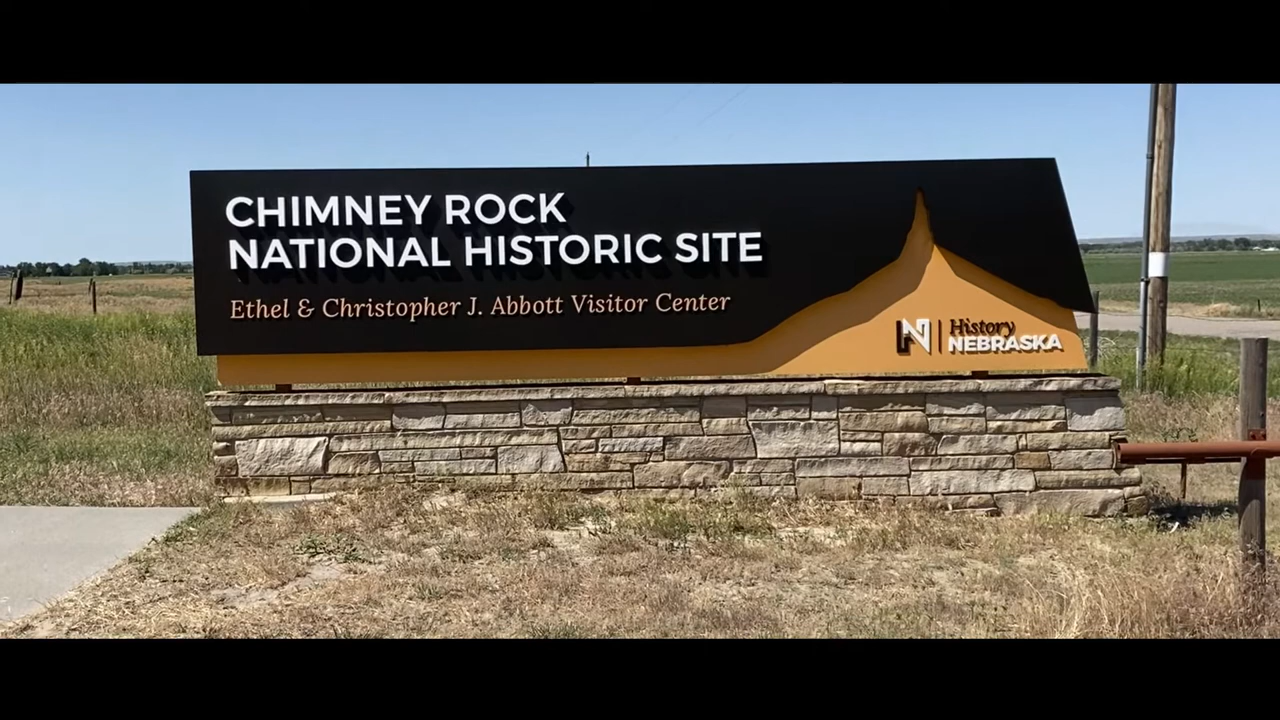 CHIMNEY ROCK
NATIONAL HISTORIC SITE
Ethel & Christopher J. Abbott Visitor Center
N
History
NEBRASKA